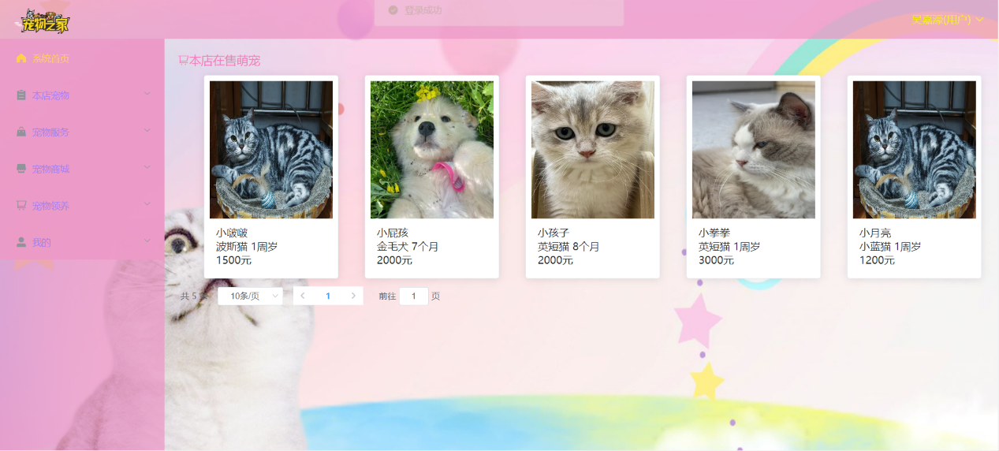 宠物之家
登录成功
吴嘉濠(用户)
系统首页
本店宠物
宠物服务
宠物商城
宠物领养
我的
本店在售萌宠
小啵啵
波斯猫 1周岁
1500元
小屁孩
金毛犬 7个月
2000元
小孩子
英短猫 8个月
2000元
小拳拳
英短猫 1周岁
3000元
小月亮
小蓝猫 1周岁
1200元
共 5 条
10条/页
1
前往 1 页